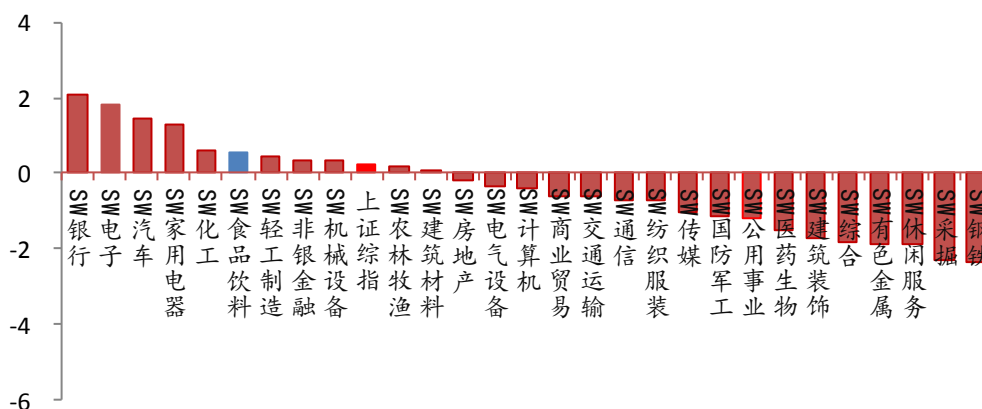 4
2
0
-2
-4
-6
SW银行
SW电子
SW汽车
SW家用电器
SW化工
SW食品饮料
SW轻工制造
SW非银金融
SW机械设备
上证综指
SW农林牧渔
SW建筑材料
SW房地产
SW电气设备
SW计算机
SW商业贸易
SW交通运输
SW通信
SW纺织服装
SW传媒
SW国防军工
SW公用事业
SW医药生物
SW建筑装饰
SW综合
SW有色金属
SW休闲服务
SW采掘
SW钢铁